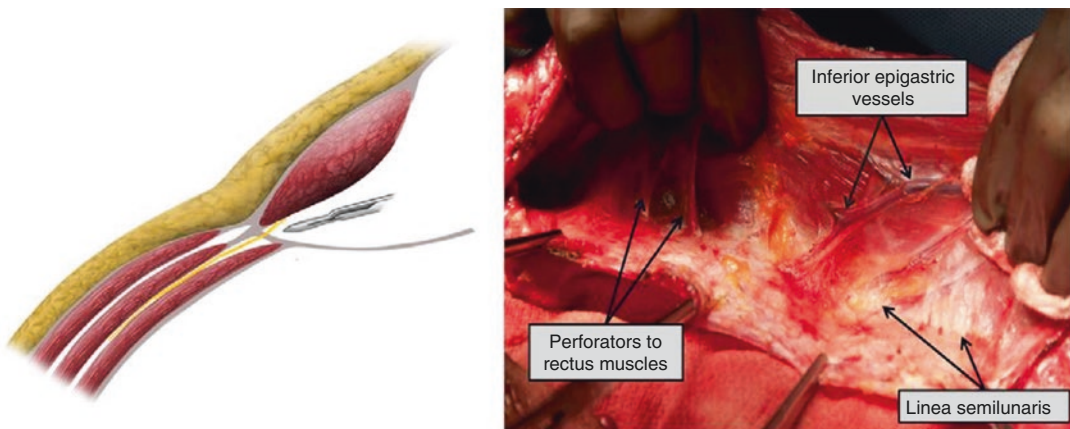 Inferior epigastric
vessels
Perforators to
rectus muscles
Linea semilunaris